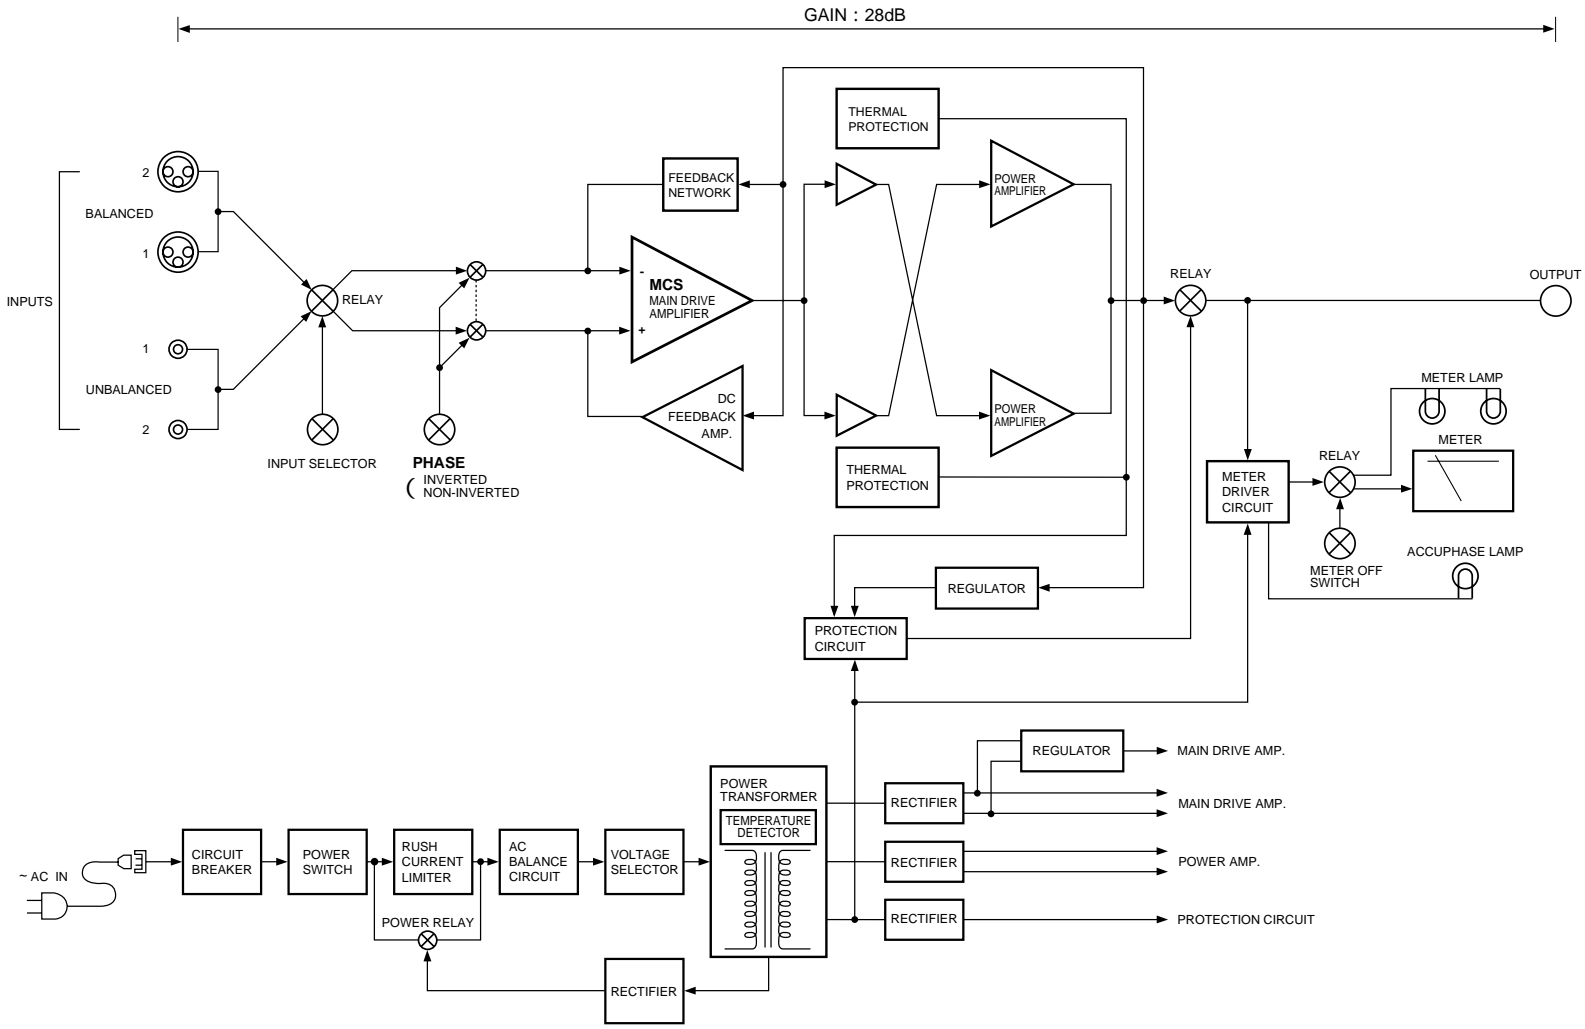 GAIN : 28dB
THERMAL
PROTECTION
2
BALANCED
1
INPUTS
1
UNBALANCED
2
RELAY
INPUT SELECTOR
PHASE
( INVERTED
NON-INVERTED
FEEDBACK
NETWORK
-
MCS
MAIN DRIVE
AMPLIFIER
+
DC
FEEDBACK
AMP.
POWER
AMPLIFIER
POWER
AMPLIFIER
THERMAL
PROTECTION
RELAY
OUTPUT
METER LAMP
METER
RELAY
METER
DRIVER
CIRCUIT
METER OFF
SWITCH
ACCUPHASE LAMP
REGULATOR
PROTECTION
CIRCUIT
REGULATOR
MAIN DRIVE AMP.
POWER
TRANSFORMER
TEMPERATURE
DETECTOR
RECTIFIER
MAIN DRIVE AMP.
~ AC IN
CIRCUIT
BREAKER
POWER
SWITCH
RUSH
CURRENT
LIMITER
AC
BALANCE
CIRCUIT
VOLTAGE
SELECTOR
RECTIFIER
POWER AMP.
POWER RELAY
RECTIFIER
PROTECTION CIRCUIT
RECTIFIER